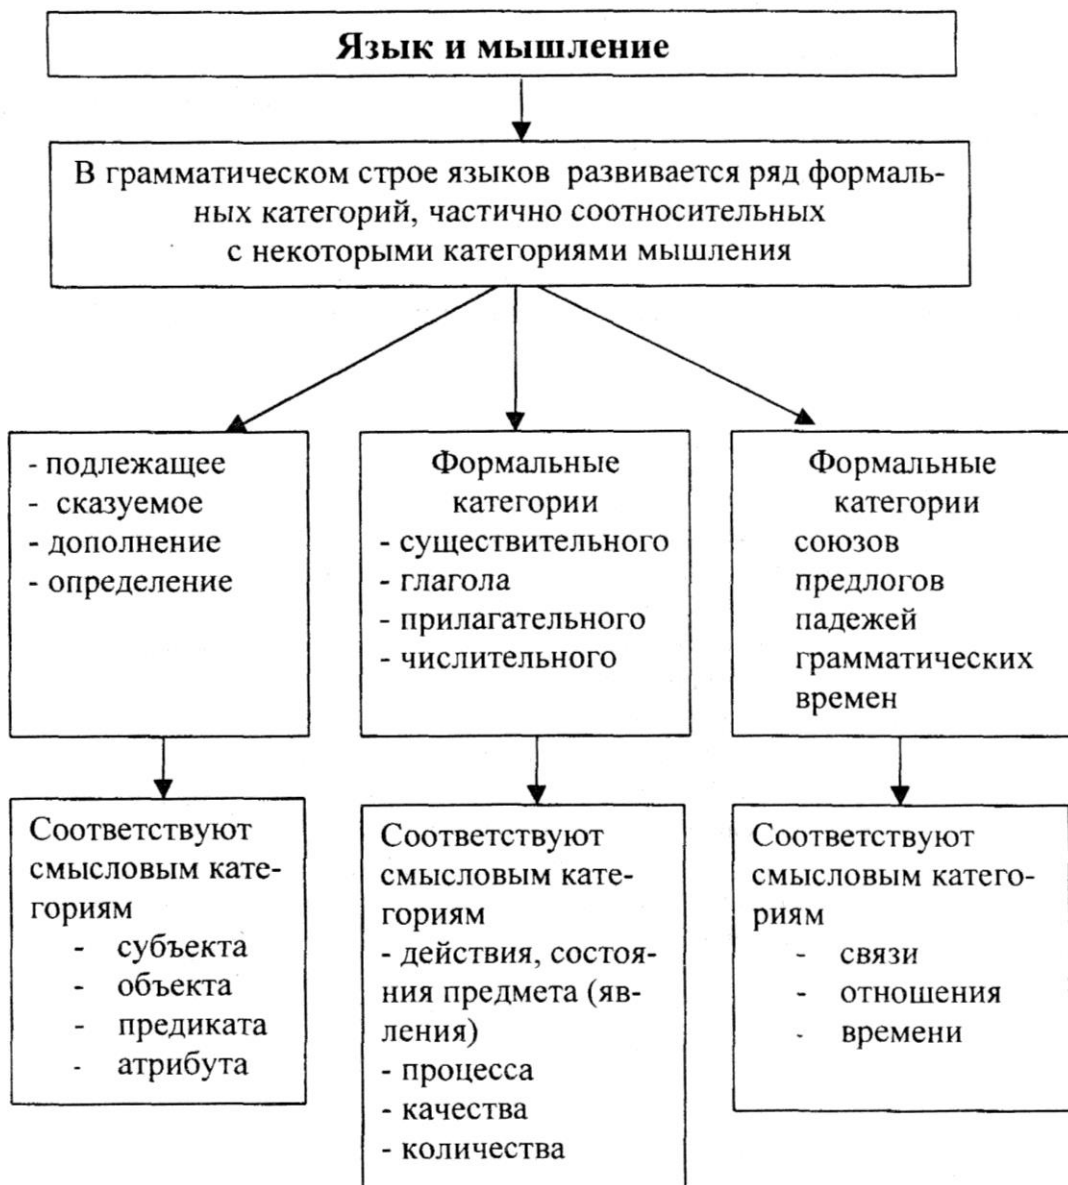 Язык и мышление
В грамматическом строе языков развивается ряд формаль-
ных категорий, частично соотносительных
с некоторыми категориями мышления
- подлежащее
- сказуемое
- дополнение
- определение
Формальные
категории
- существительного
- глагола
- прилагательного
- числительного
Формальные
категории
союзов
предлогов
падежей
грамматических
времен
Соответствуют
смысловым кате-
гориям
- субъекта
- объекта
- предиката
- атрибута
Соответствуют
смысловым кате-
гориям
- действия, состоя-
ния предмета (яв-
ления)
- процесса
- качества
- количества
Соответствуют
смысловым катего-
риям
- связи
- отношения
- времени